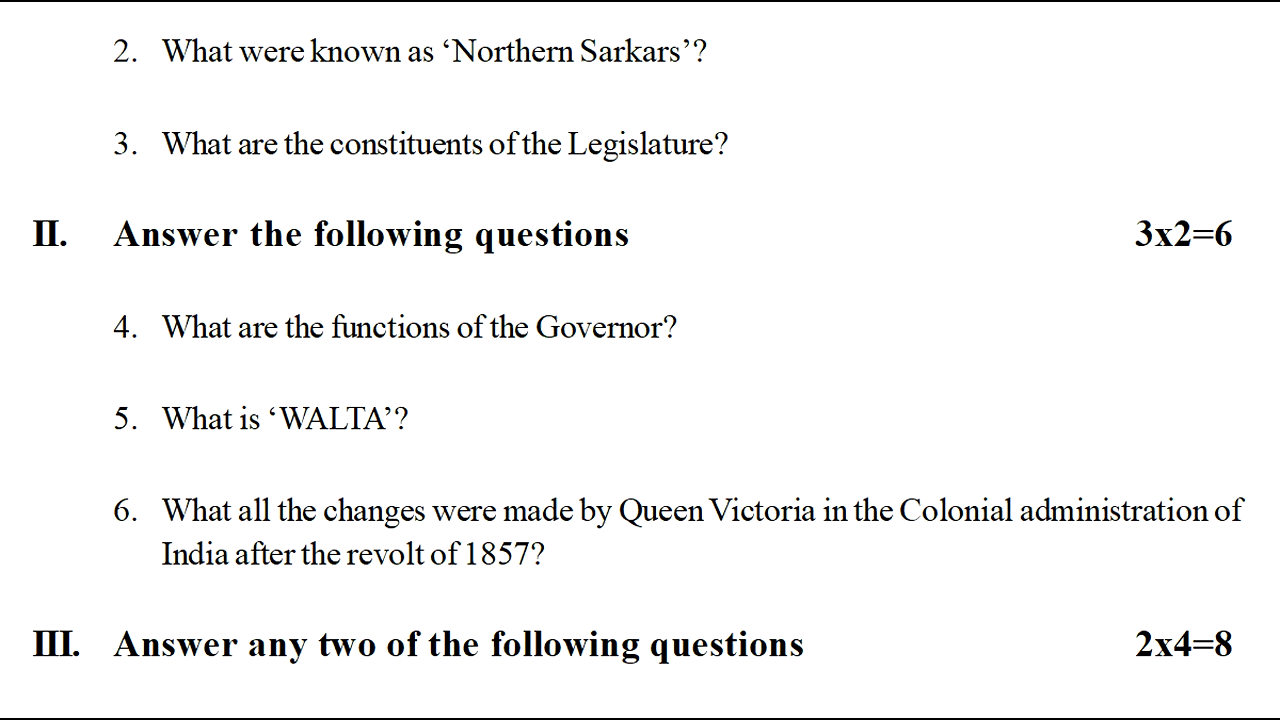 2. What were known as ‘Northern Sarkars’?
3. What are the constituents of the Legislature?
II. Answer the following questions 3x2=6
4. What are the functions of the Governor?
5. What is ‘WALTA’?
6. What all the changes were made by Queen Victoria in the Colonial administration of
India after the revolt of 1857?
III. Answer any two of the following questions 2x4=8